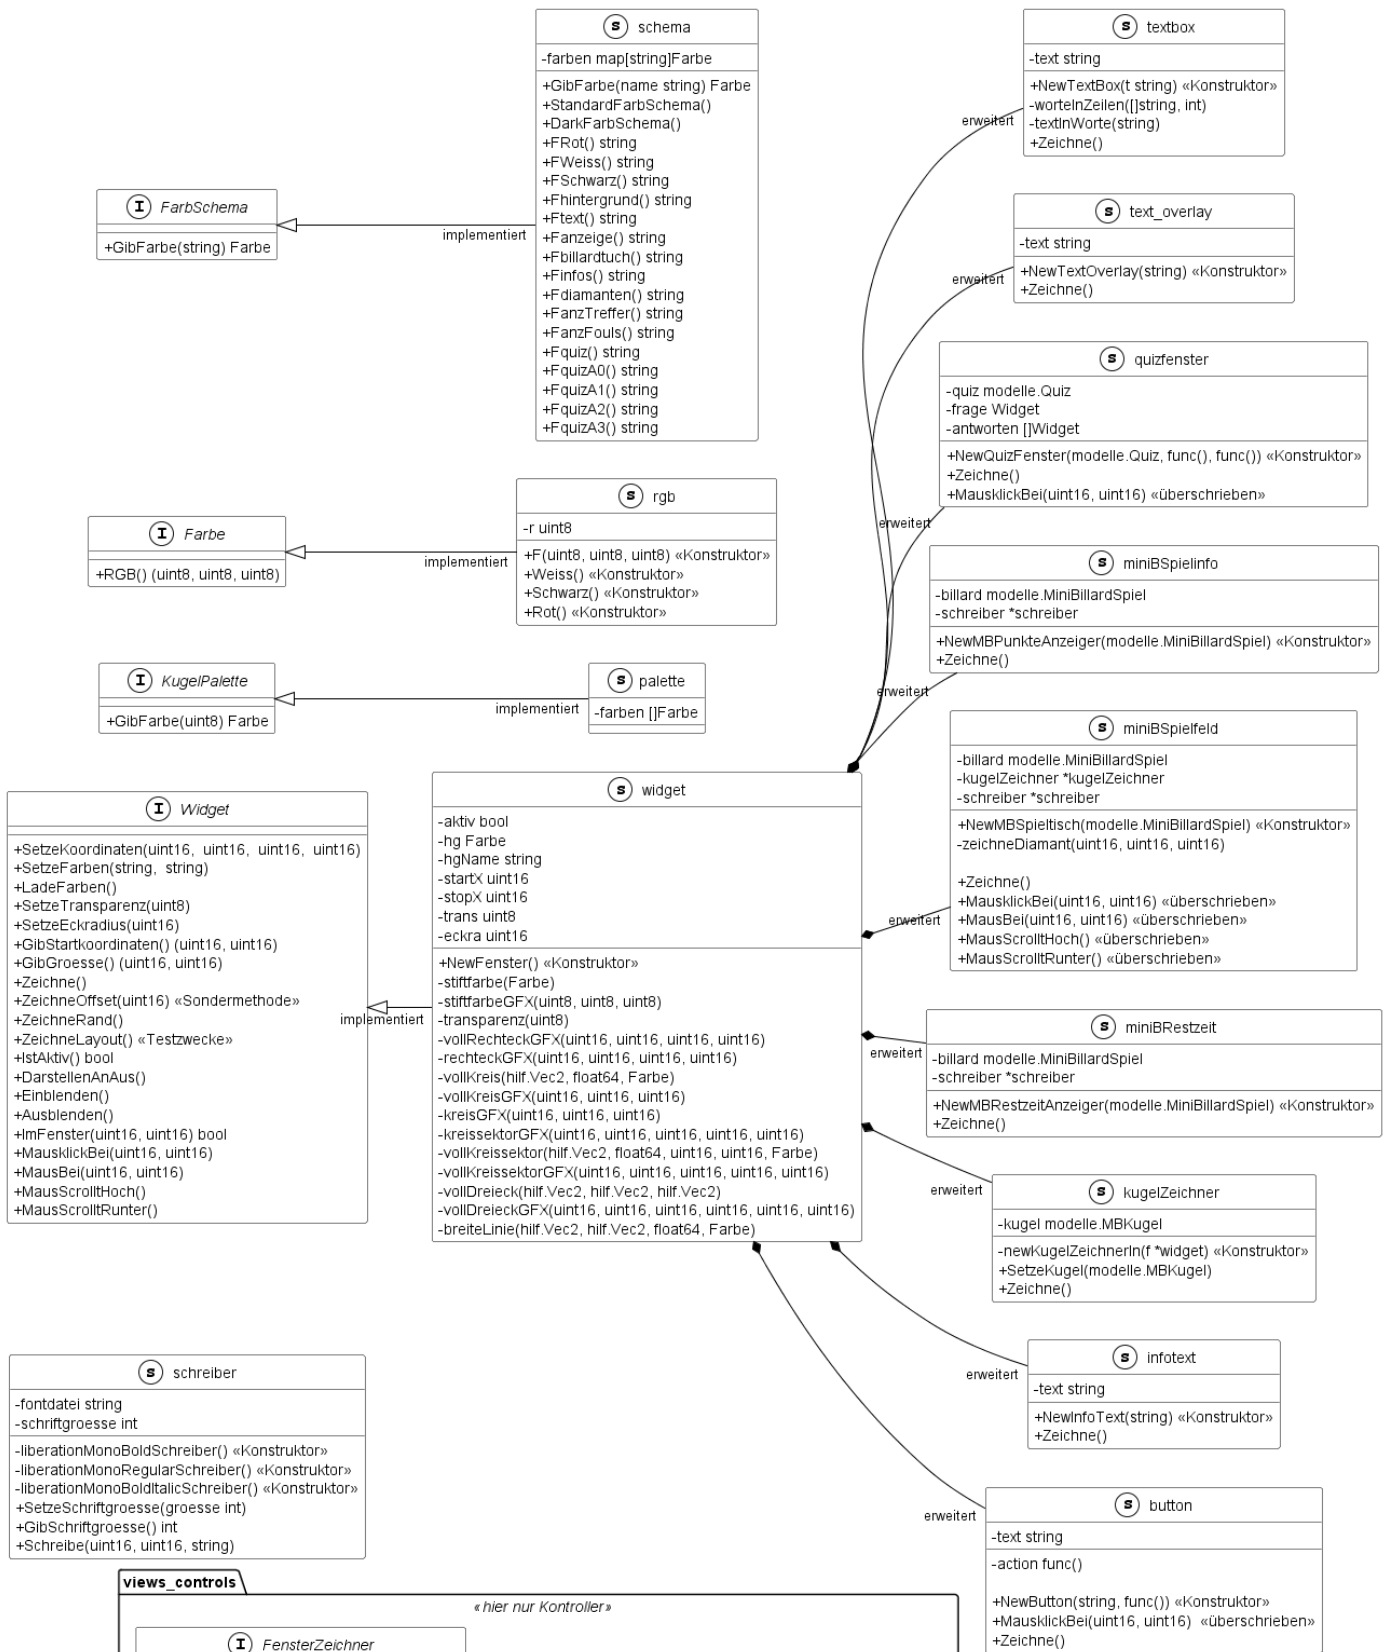 S schema
-farben map[string]Farbe
+GibFarbe(name string) Farbe
+StandardFarbSchema()
+DarkFarbSchema()
+FRot() string
+FWeiss() string
+FSchwarz() string
+Fhintergrund() string
+Ftext() string
+Fanzeige() string
+Fbillardtuch() string
+Finfos() string
+Fdiamanten() string
+FanzTreffer() string
+FanzFouls() string
+Fquiz() string
+FquizA0() string
+FquizA1() string
+FquizA2() string
+FquizA3() string
I FarbSchema
+GibFarbe(string) Farbe
implementiert
I Farbe
+RGB() (uint8, uint8, uint8)
implementiert
S rgb
-r uint8
+F(uint8, uint8, uint8) «Konstruktor»
+Weiss() «Konstruktor»
+Schwarz() «Konstruktor»
+Rot() «Konstruktor»
I KugelPalette
+GibFarbe(uint8) Farbe
implementiert
S palette
-farben []Farbe
I Widget
+SetzeKoordinaten(uint16, uint16, uint16, uint16)
+SetzeFarben(string, string)
+LadeFarben()
+SetzeTransparenz(uint8)
+SetzeEckradius(uint16)
+GibStartkoordinaten() (uint16, uint16)
+GibGroesse() (uint16, uint16)
+Zeichne()
+ZeichneOffset(uint16) «Sondermethode»
+ZeichneRand()
+ZeichneLayout() «Testzwecke»
+IstAktiv() bool
+DarstellenAnAus()
+Einblenden()
+Ausblenden()
+ImFenster(uint16, uint16) bool
+MausklickBei(uint16, uint16)
+MausBei(uint16, uint16)
+MausScrolltHoch()
+MausScrolltRunter()
implementiert
S widget
-aktiv bool
-hg Farbe
-hgName string
-startX uint16
-stopX uint16
-trans uint8
-eckra uint16
+NewFenster() «Konstruktor»
-stiftfarbe(Farbe)
-stiftfarbeGFX(uint8, uint8, uint8)
-transparenz(uint8)
-vollRechteckGFX(uint16, uint16, uint16, uint16)
-rechteckGFX(uint16, uint16, uint16, uint16)
-vollKreis(hilf.Vec2, float64, Farbe)
-vollKreisGFX(uint16, uint16, uint16)
-kreisGFX(uint16, uint16, uint16)
-kreissektorGFX(uint16, uint16, uint16, uint16, uint16)
-vollKreissektor(hilf.Vec2, float64, uint16, uint16, Farbe)
-vollKreissektorGFX(uint16, uint16, uint16, uint16, uint16)
-vollDreieck(hilf.Vec2, hilf.Vec2, hilf.Vec2)
-vollDreieckGFX(uint16, uint16, uint16, uint16, uint16, uint16)
-breiteLinie(hilf.Vec2, hilf.Vec2, float64, Farbe)
S textbox
-text string
+NewTextBox(t string) «Konstruktor»
-worteInZeilen([]string, int)
-textInWorte(string)
+Zeichne()
erweitert
S text_overlay
-text string
+NewTextOverlay(string) «Konstruktor»
+Zeichne()
erweitert
S quizfenster
-quiz modelle.Quiz
-frage Widget
-antworten []Widget
+NewQuizFenster(modelle.Quiz, func(), func()) «Konstruktor»
+Zeichne()
+MausklickBei(uint16, uint16) «überschrieben»
erweitert
S miniBSpielinfo
-billard modelle.MiniBillardSpiel
-schreiber *schreiber
+NewMBPunkteAnzeiger(modelle.MiniBillardSpiel) «Konstruktor»
+Zeichne()
erweitert
S miniBSpielfeld
-billard modelle.MiniBillardSpiel
-kugelZeichner *kugelZeichner
-schreiber *schreiber
+NewMBSpieltisch(modelle.MiniBillardSpiel) «Konstruktor»
-zeichneDiamant(uint16, uint16, uint16)
+Zeichne()
+MausklickBei(uint16, uint16) «überschrieben»
+MausBei(uint16, uint16) «überschrieben»
+MausScrolltHoch() «überschrieben»
+MausScrolltRunter() «überschrieben»
erweitert
S miniBRestzeit
-billard modelle.MiniBillardSpiel
-schreiber *schreiber
+NewMBRestzeitAnzeiger(modelle.MiniBillardSpiel) «Konstruktor»
+Zeichne()
erweitert
S kugelZeichner
-kugel modelle.MBKugel
-newKugelZeichnerIn(f *widget) «Konstruktor»
+SetzeKugel(modelle.MBKugel)
+Zeichne()
erweitert
S infotext
-text string
+NewInfoText(string) «Konstruktor»
+Zeichne()
erweitert
S button
-text string
-action func()
+NewButton(string, func()) «Konstruktor»
+MausklickBei(uint16, uint16) «überschrieben»
+Zeichne()
erweitert
S schreiber
-fontdatei string
-schriftgroesse int
-liberationMonoBoldSchreiber() «Konstruktor»
-liberationMonoRegularSchreiber() «Konstruktor»
-liberationMonoBoldItalicSchreiber() «Konstruktor»
+SetzeSchriftgroesse(groesse int)
+GibSchriftgroesse() int
+Schreibe(uint16, uint16, string)
views_controls
«hier nur Kontroller»
I FensterZeichner